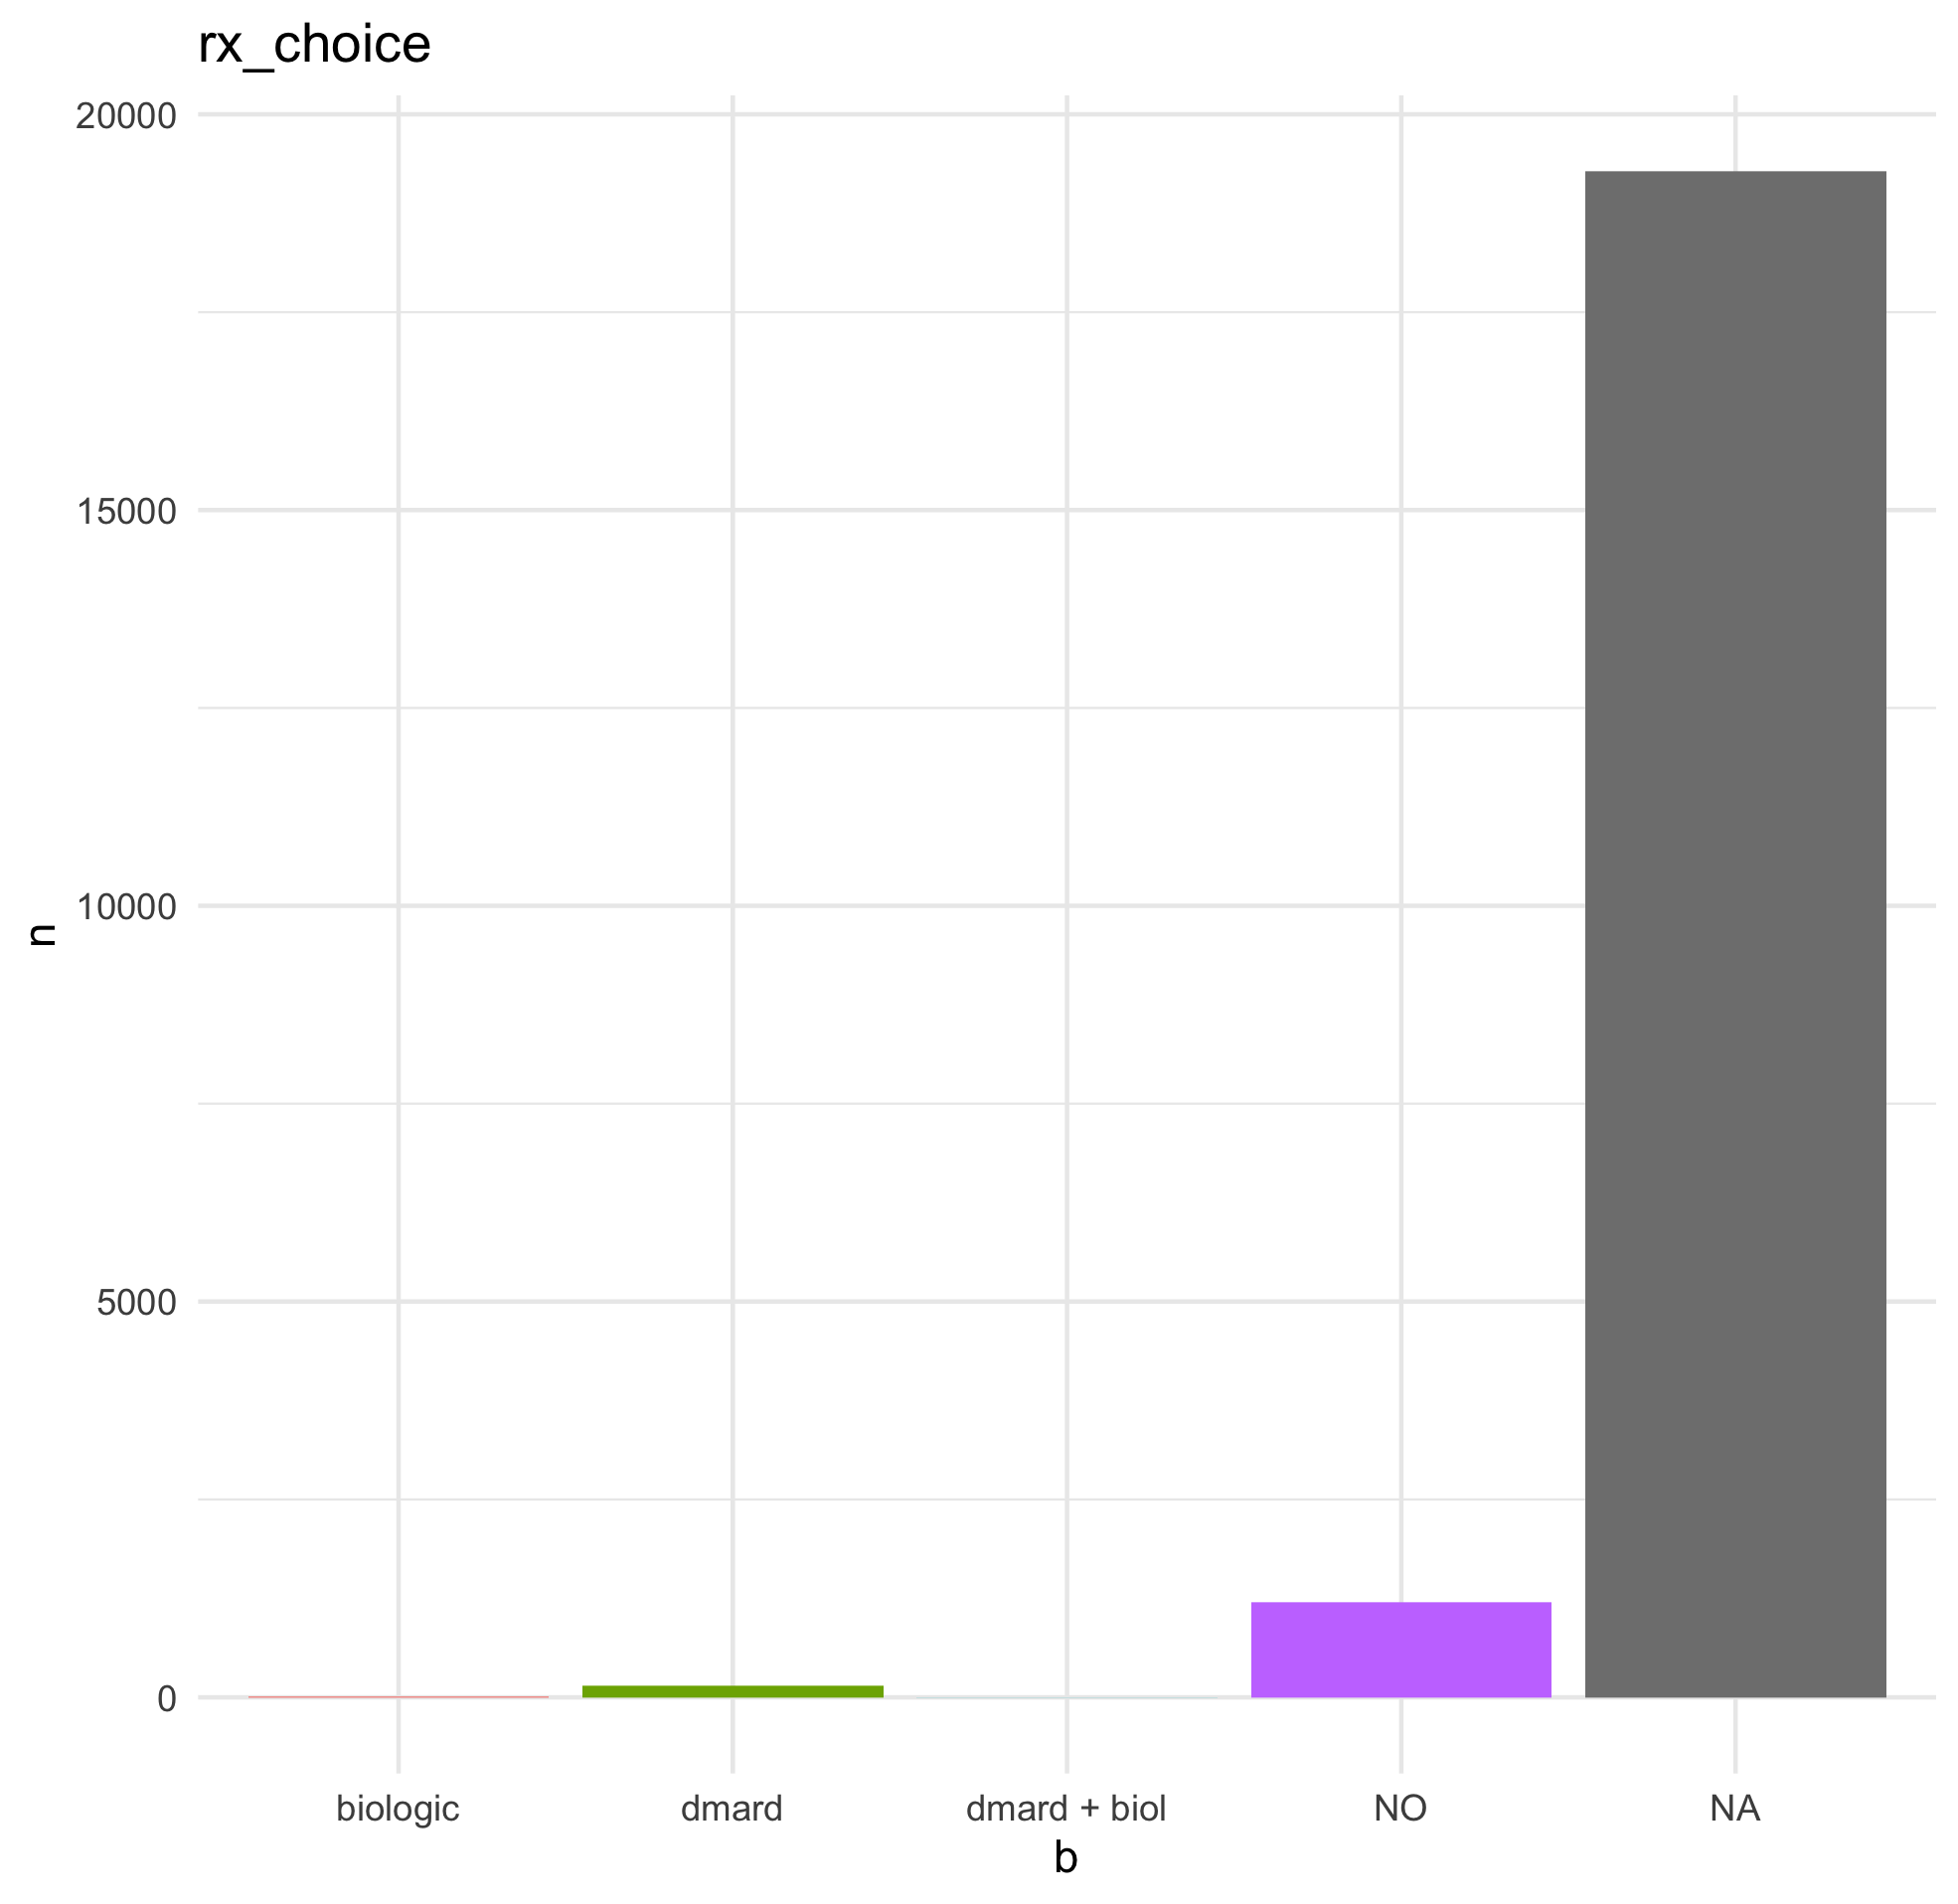 rx_choice
20000
15000
10000
5000
0
n
biologic
dmard
dmard + biol
NO
NA
b